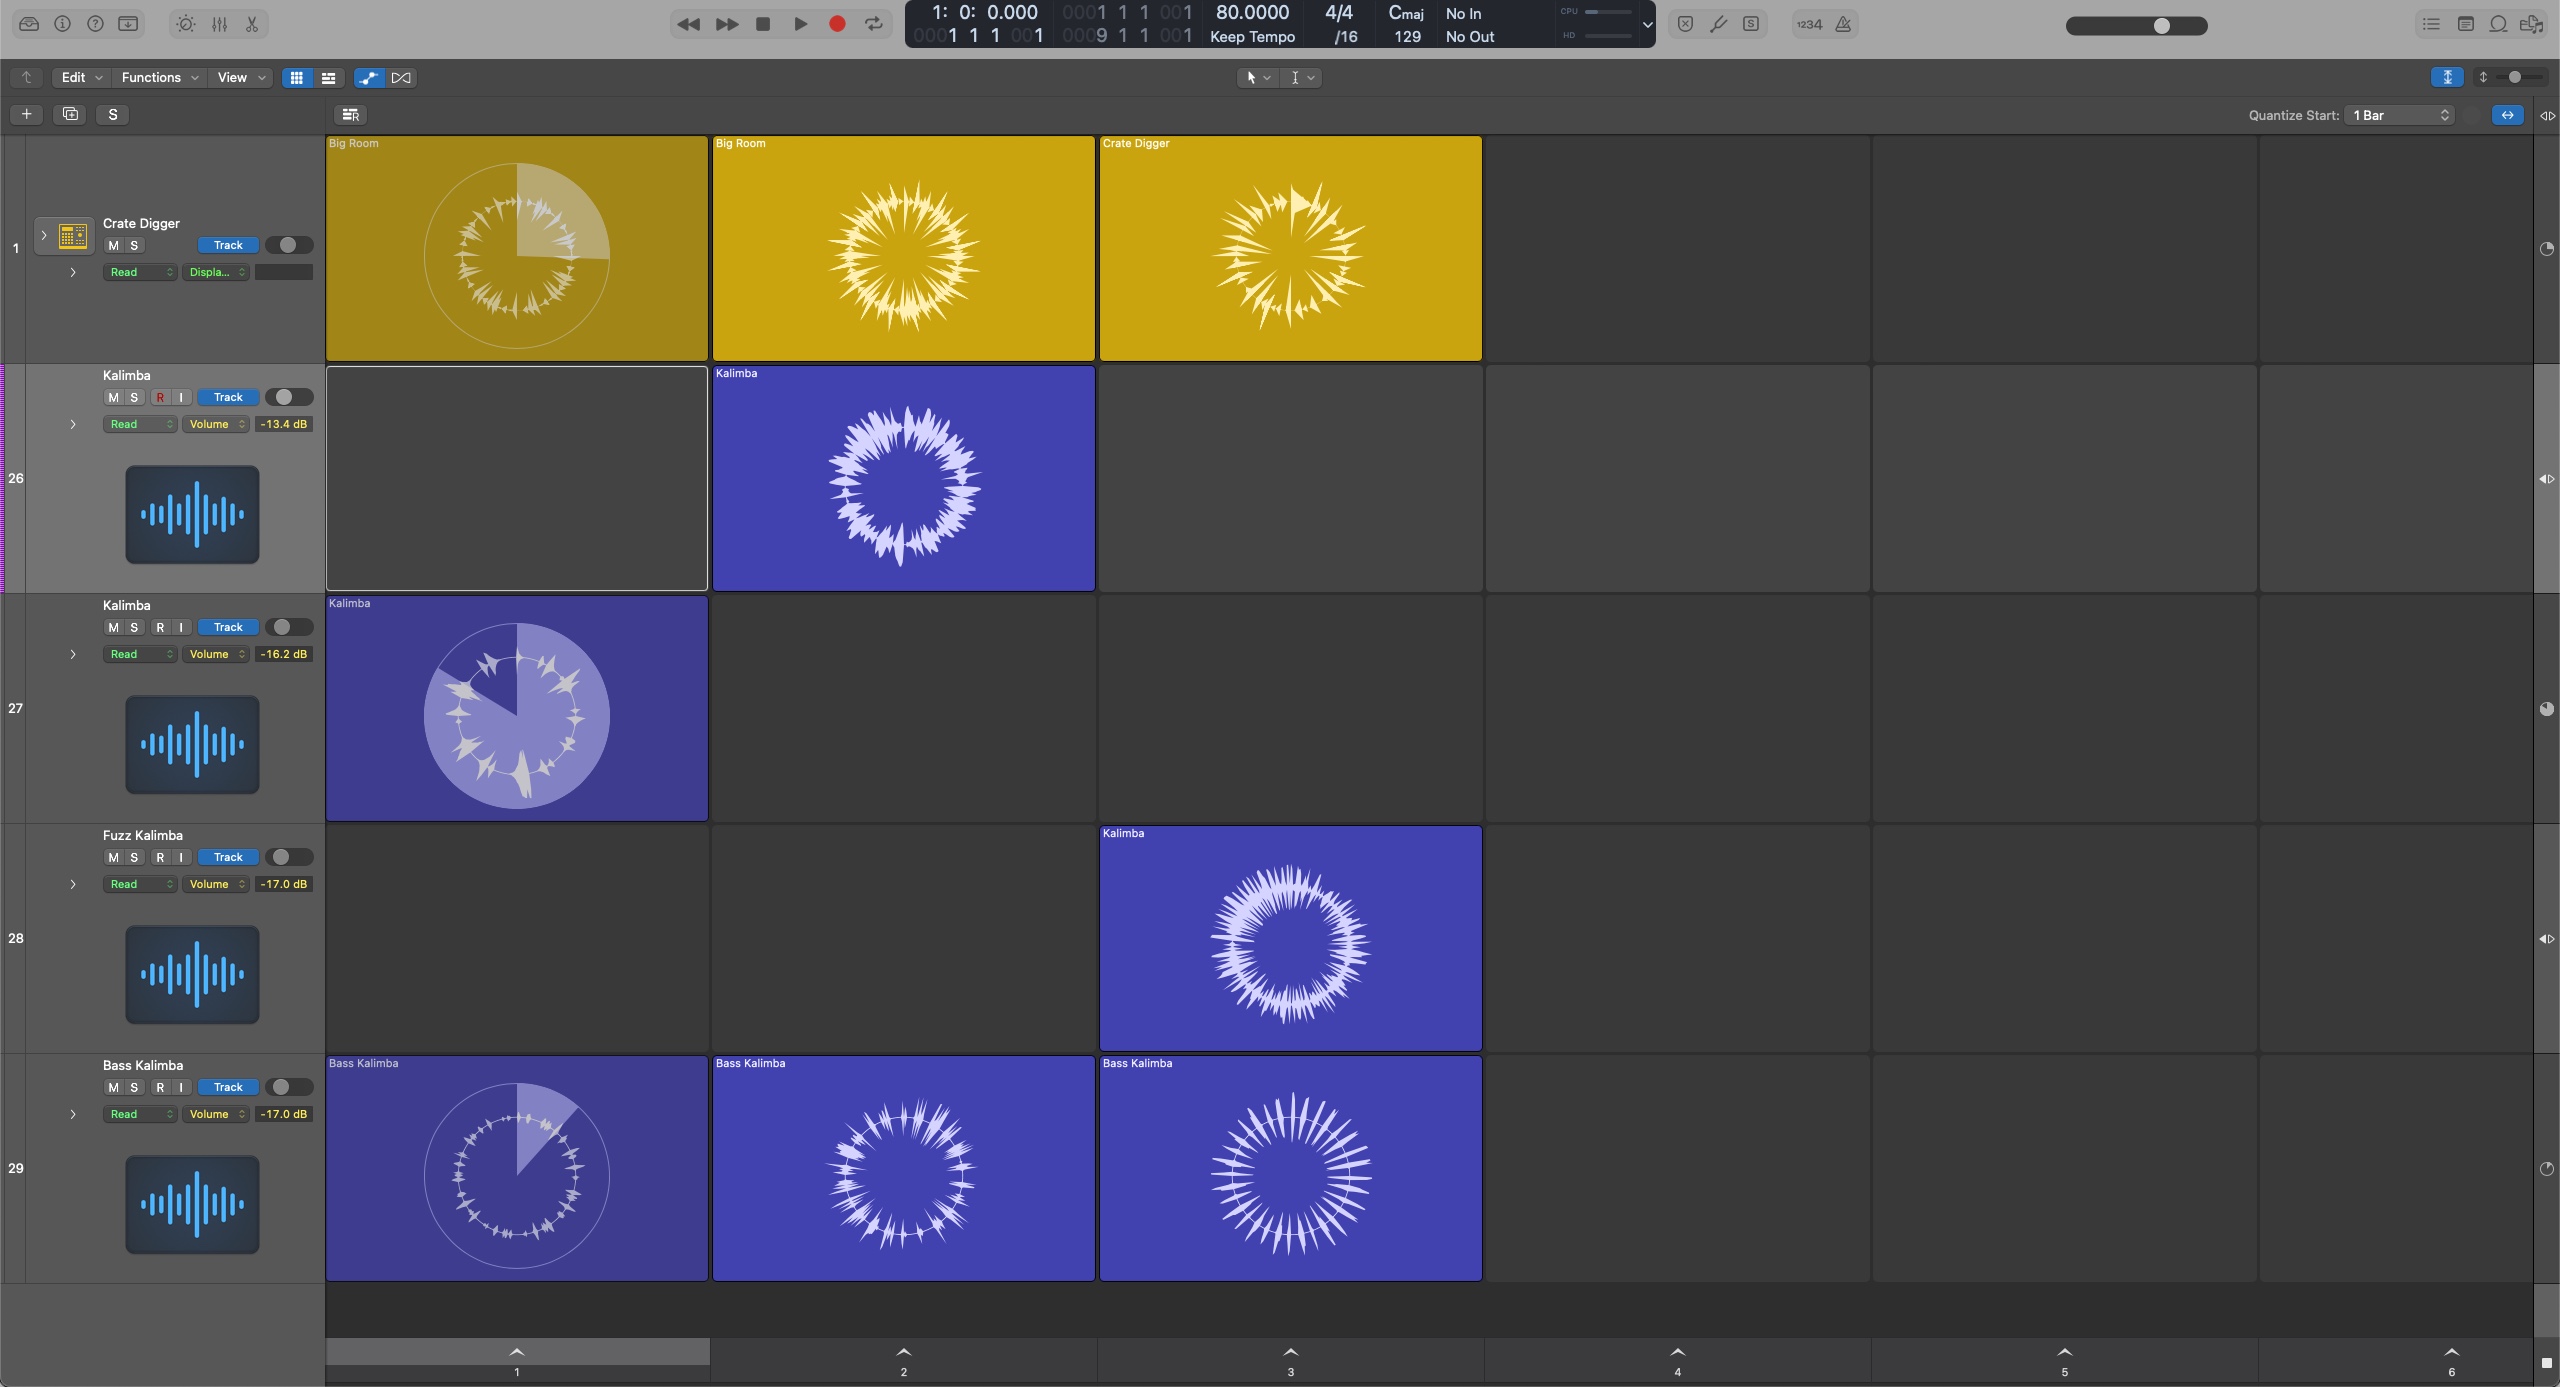 1: 0: 0.000 0001 1 1 001 80.0000 4/4 Cmaj No In CPU
0001 1 1 001 0009 1 1 001 Keep Tempo /16 129 No Out HD
1234
Edit Functions View
S Quantize Start: 1 Bar
Big Room Big Room Crate Digger
1 Crate Digger
M S Track
Read Displa...
Kalimba Kalimba
M S R I Track
Read Volume -13.4 dB
26
Kalimba Kalimba
M S R I Track
Read Volume -16.2 dB
27
Fuzz Kalimba Kalimba
M S R I Track
Read Volume -17.0 dB
28
Bass Kalimba Bass Kalimba Bass Kalimba Bass Kalimba
M S R I Track
Read Volume -17.0 dB
29
1 2 3 4 5 6